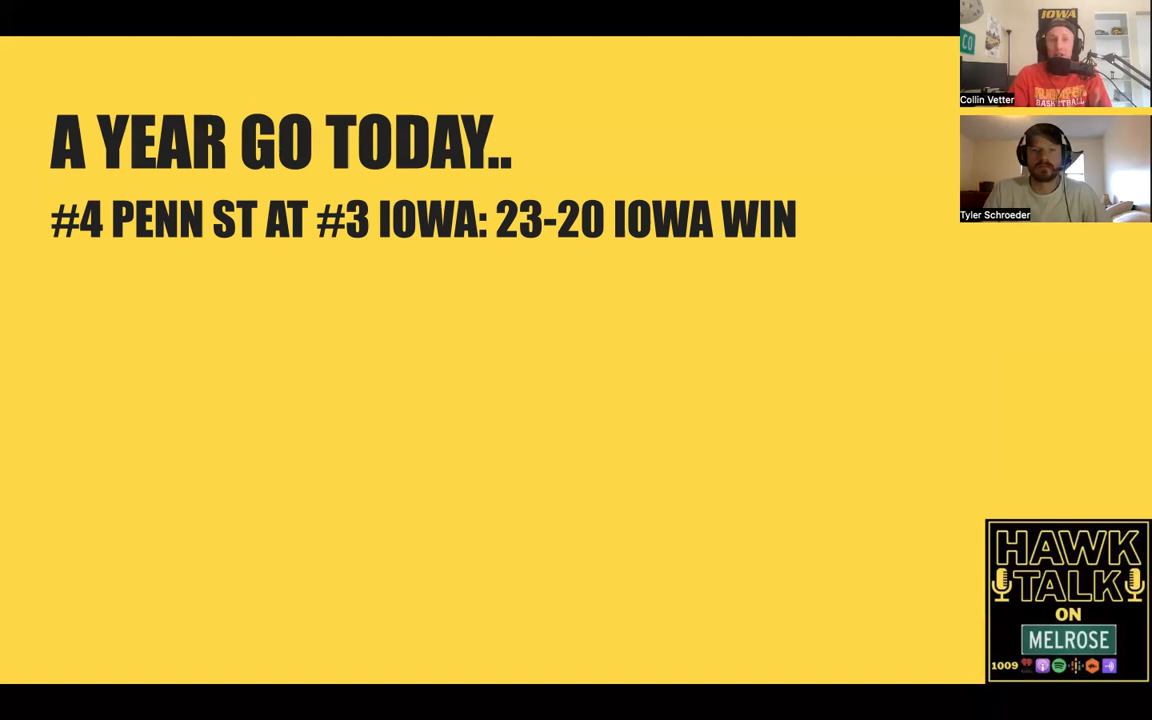 A YEAR GO TODAY..
#4 PENN ST AT #3 IOWA: 23-20 IOWA WIN
IOWA
CO
BASKETBALL
Collin Vetter
Tyler Schroeder
HAWK
TALK
ON
MELROSE
1009